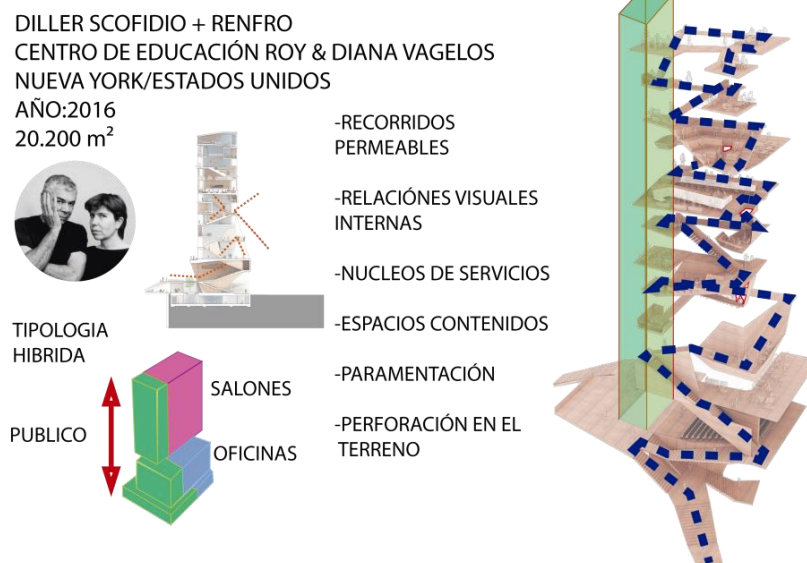 DILLER SCOFIDIO + RENFRO
CENTRO DE EDUCACIÓN ROY & DIANA VAGELOS
NUEVA YORK/ESTADOS UNIDOS
AÑO:2016
20.200 m²
-RECORRIDOS
PERMEABLES
-RELACIÓNES VISUALES
INTERNAS
-NUCLEOS DE SERVICIOS
-ESPACIOS CONTENIDOS
-PARAMENTACIÓN
-PERFORACIÓN EN EL
TERRENO
TIPOLOGIA
HIBRIDA
SALONES
PUBLICO
OFICINAS